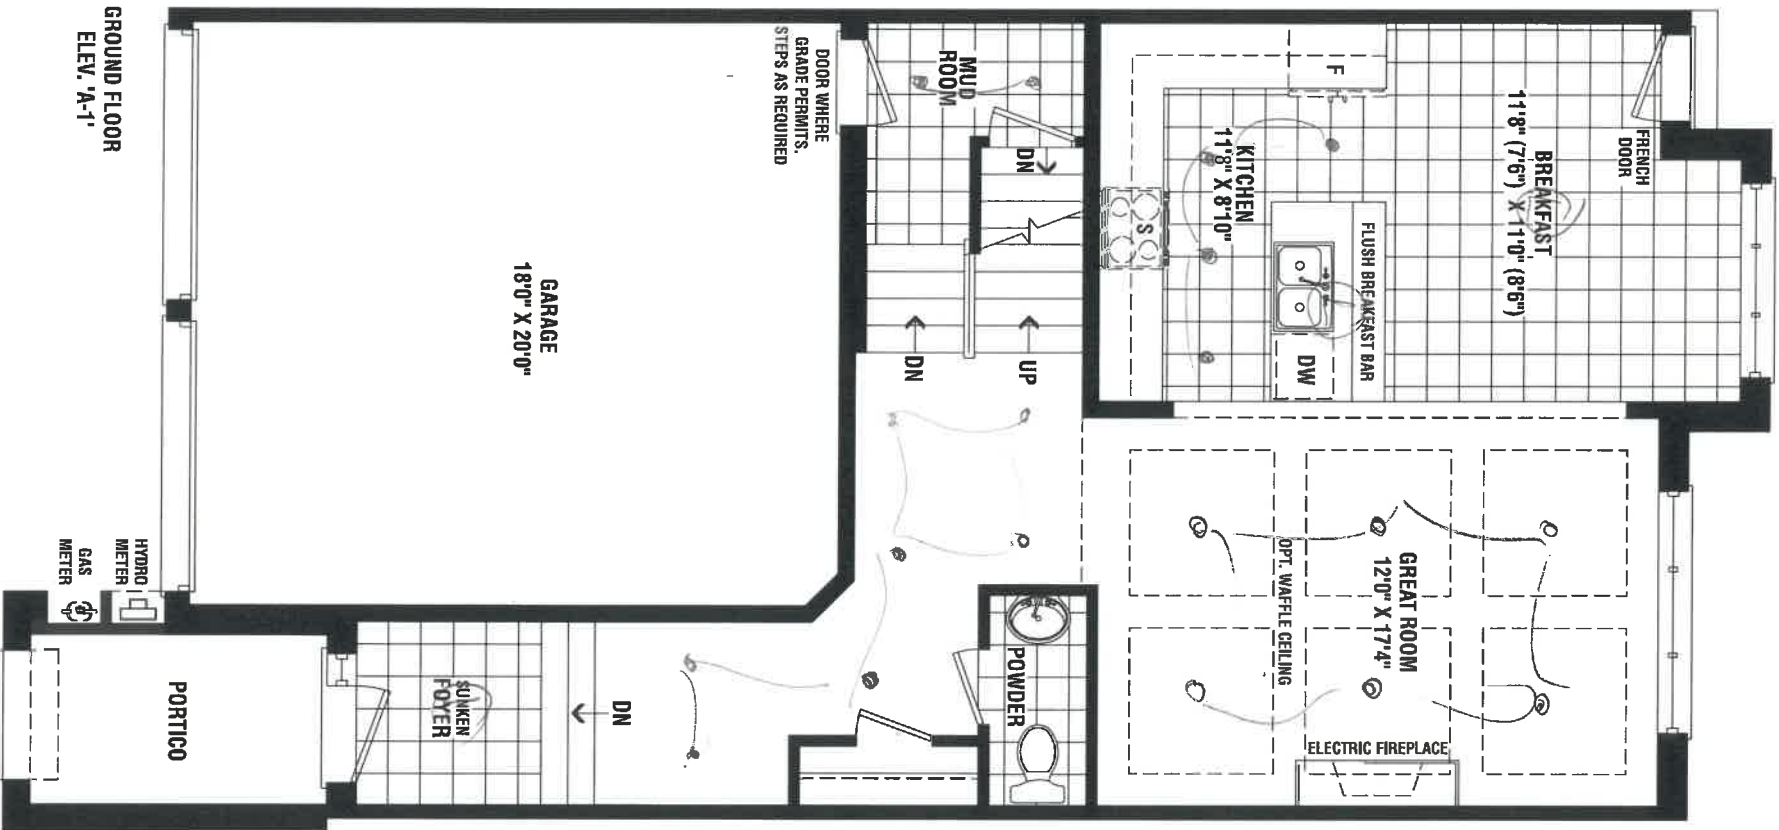 GROUND FLOOR
ELEV. 'A-1'
GARAGE
18'0" X 20'0"
DOOR WHERE
GRADE PERMITS.
STEPS AS REQUIRED
MUD
ROOM
DN
UP
DN
F
KITCHEN
11'8" X 8'10"
S
DW
FLUSH BREAKFAST BAR
BREAKFAST
11'8" (7'6") X 11'0" (8'6")
FRENCH
DOOR
GREAT ROOM
12'0" X 17'4"
OPT. WAFFLE CEILING
ELECTRIC FIREPLACE
POWDER
DN
SUNKEN
FOYER
PORTICO
HYDRO
METER
GAS
METER